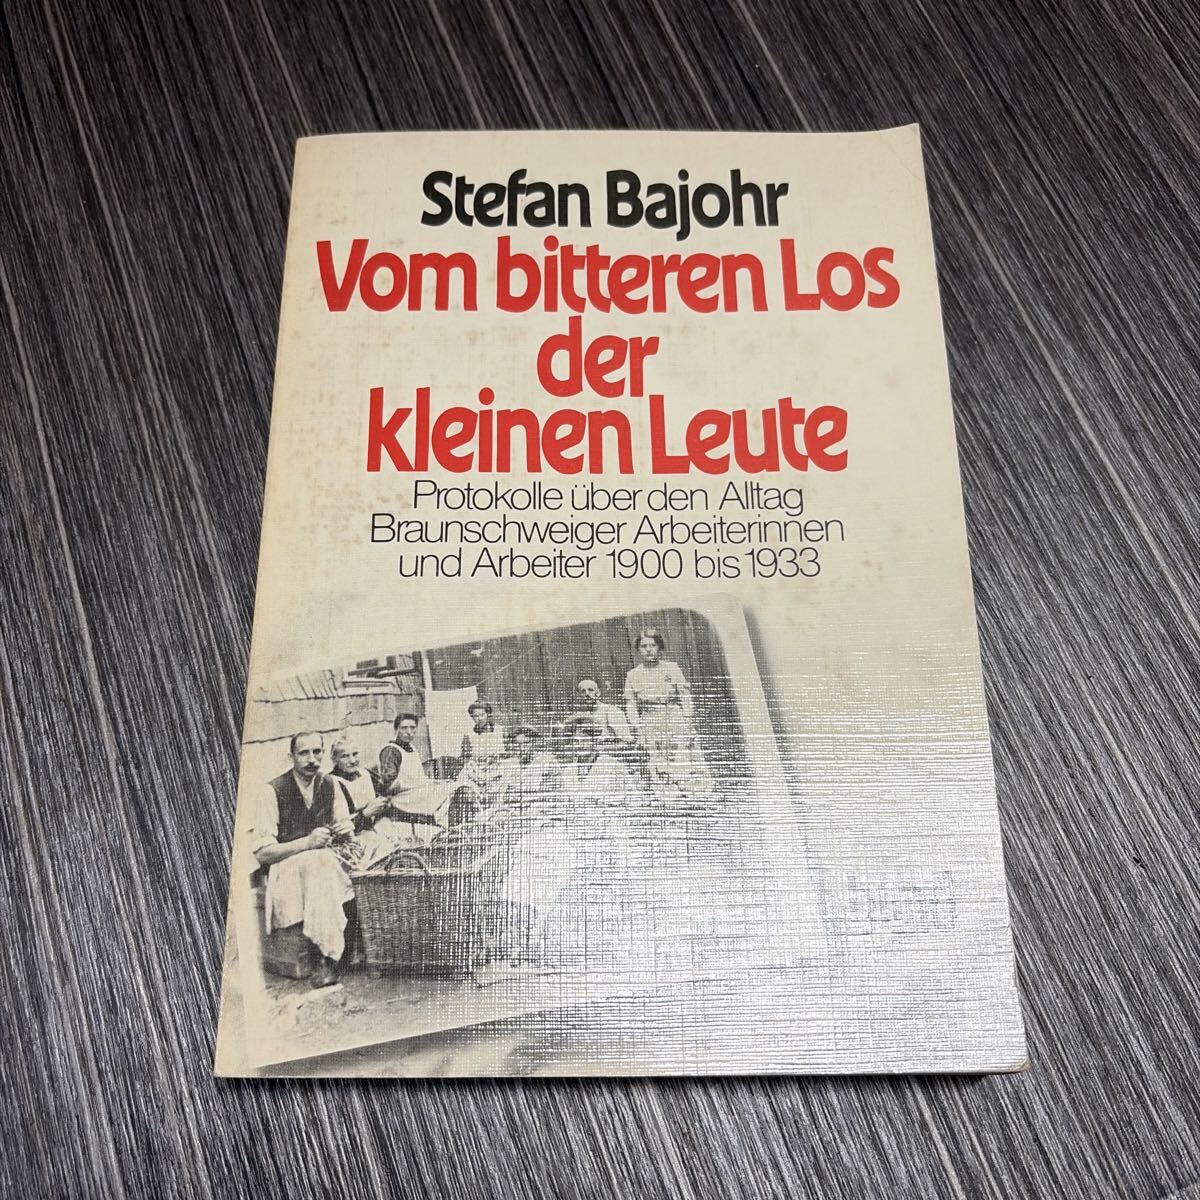 Stefan Bajohr
Vom bitteren Los
der
kleinen Leute
Protokolle über den Alltag
Braunschweiger Arbeiterinnen
und Arbeiter 1900 bis 1933